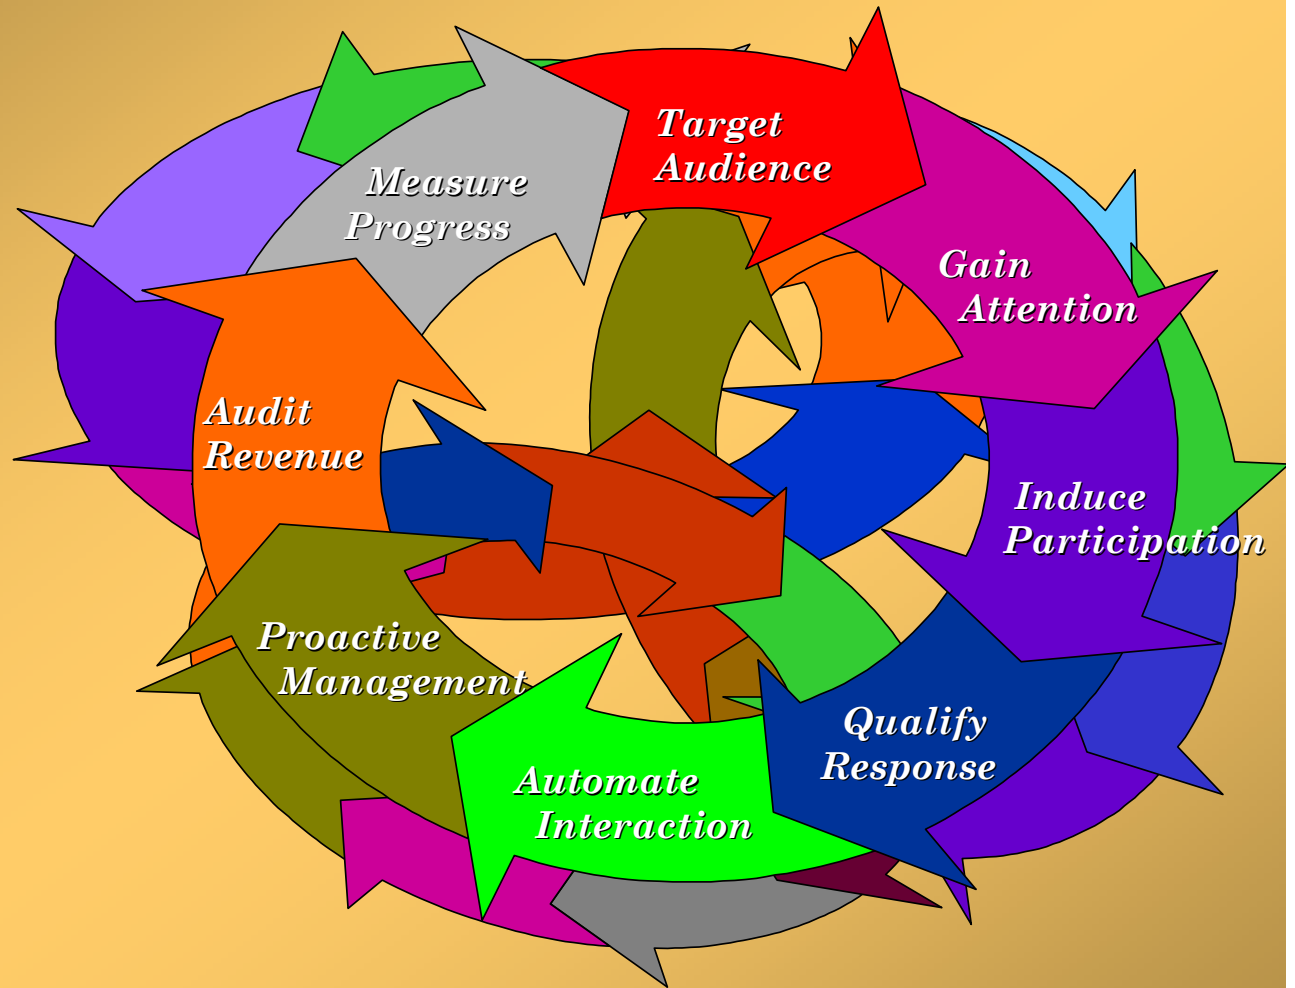 Target
Audience
Gain
Attention
Induce
Participation
Qualify
Response
Automate
Interaction
Proactive
Management
Audit
Revenue
Measure
Progress